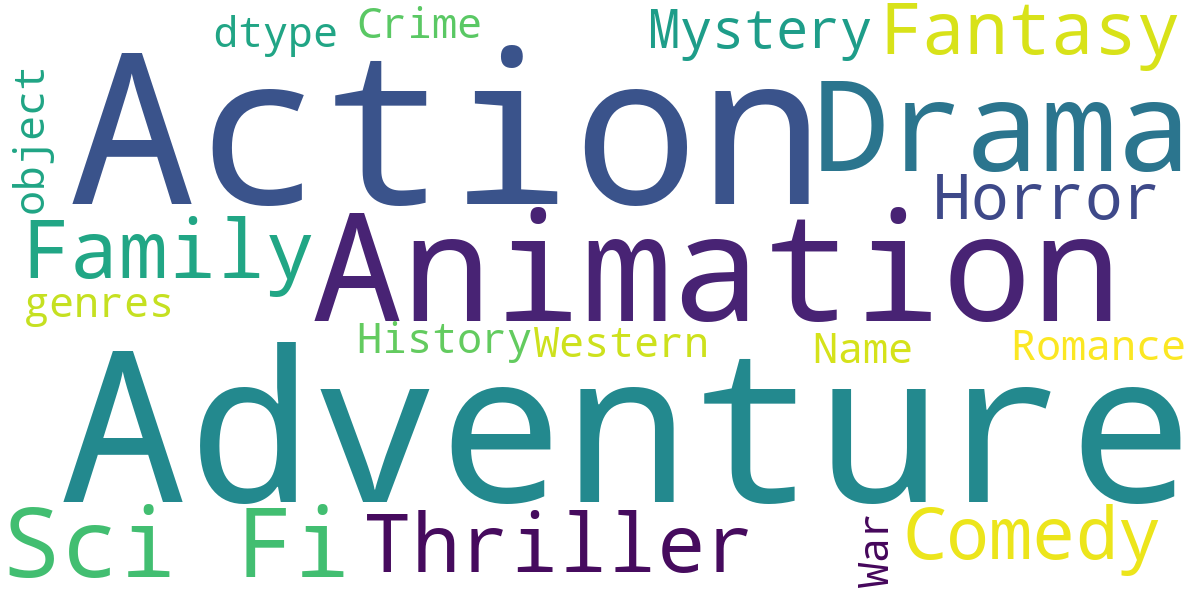 dtype
Crime
Mystery
Fantasy
object
Action
Drama
Horror
Family
Animation
genres
History
Western
Name
Romance
Adventure
Sci Fi
Thriller
War
Comedy